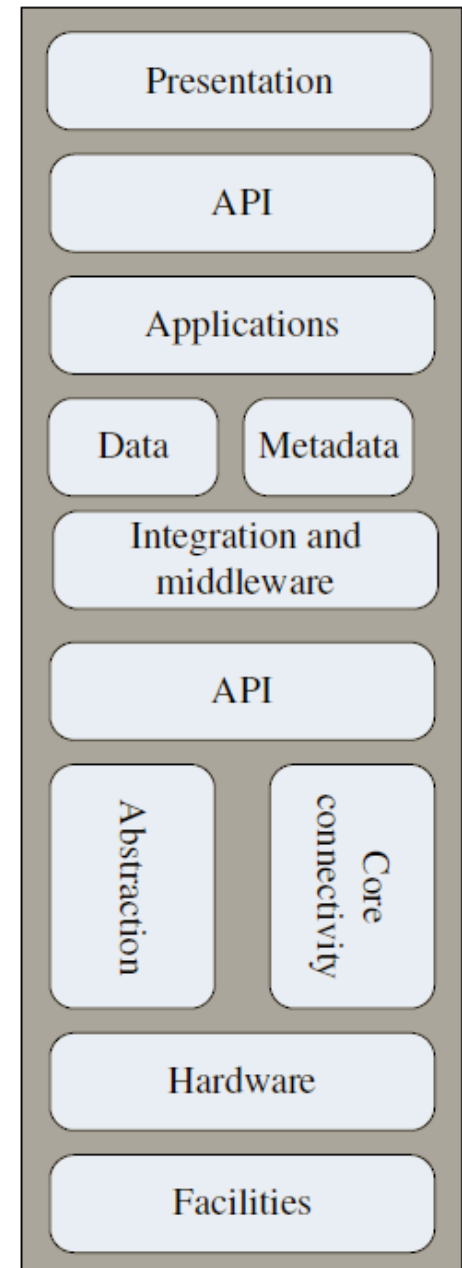 Presentation
API
Applications
Data
Metadata
Integration and
middleware
API
Abstraction
Core
connectivity
Hardware
Facilities